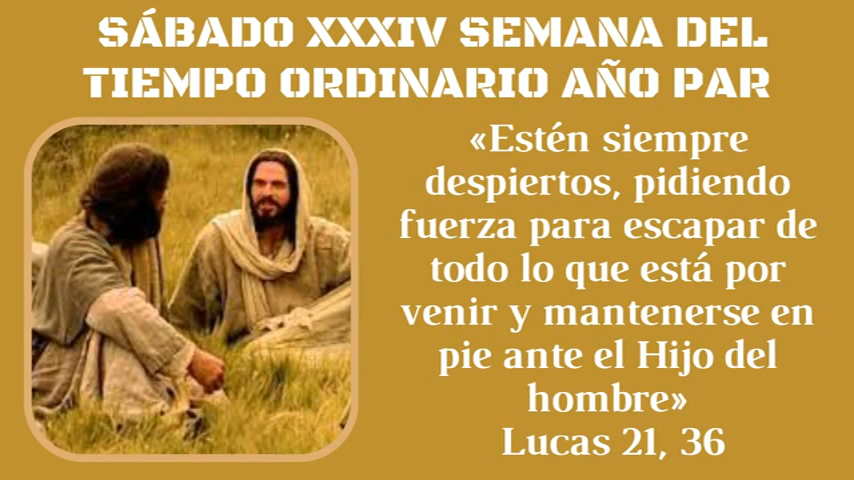 SÁBADO XXXIV SEMANA DEL
TIEMPO ORDINARIO AÑO PAR
«Estén siempre
despiertos, pidiendo
fuerza para escapar de
todo lo que está por
venir y mantenerse en
pie ante el Hijo del
hombre»
Lucas 21, 36